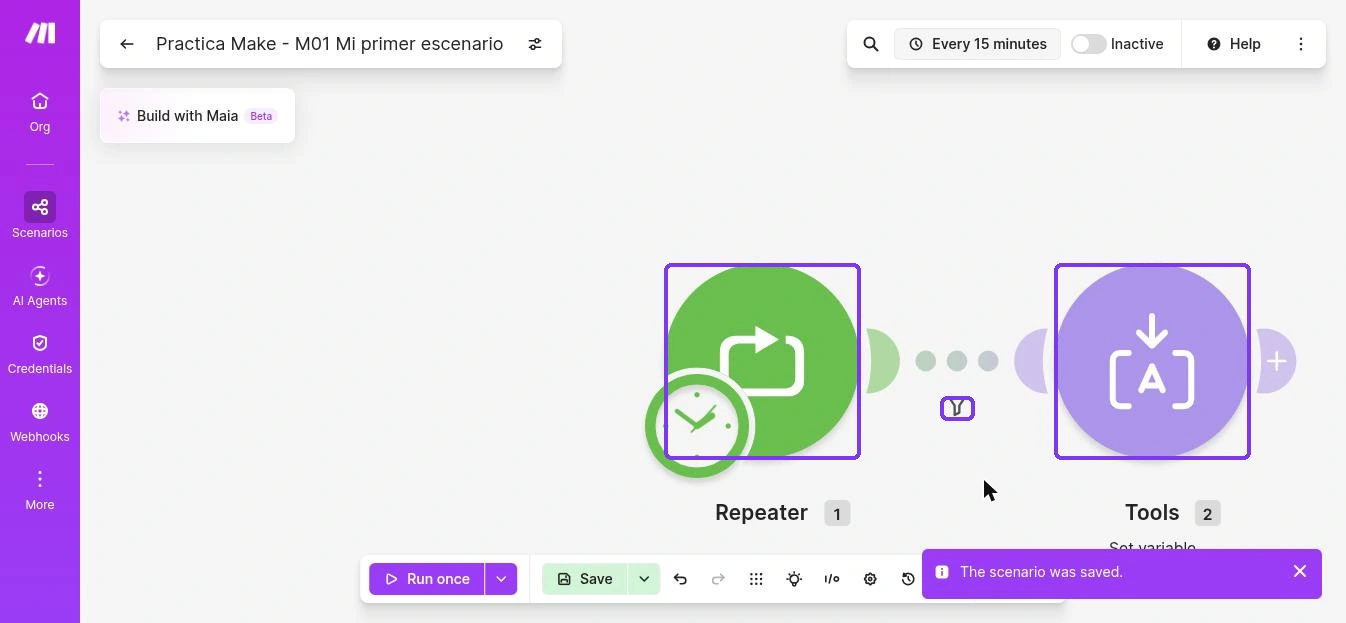 Practica Make - M01 Mi primer escenario
Every 15 minutes
Inactive
Help
Build with Maia Beta
Org
Scenarios
AI Agents
Credentials
Webhooks
More
A
Repeater 1
Tools 2
Set variable
Run once
Save
The scenario was saved.